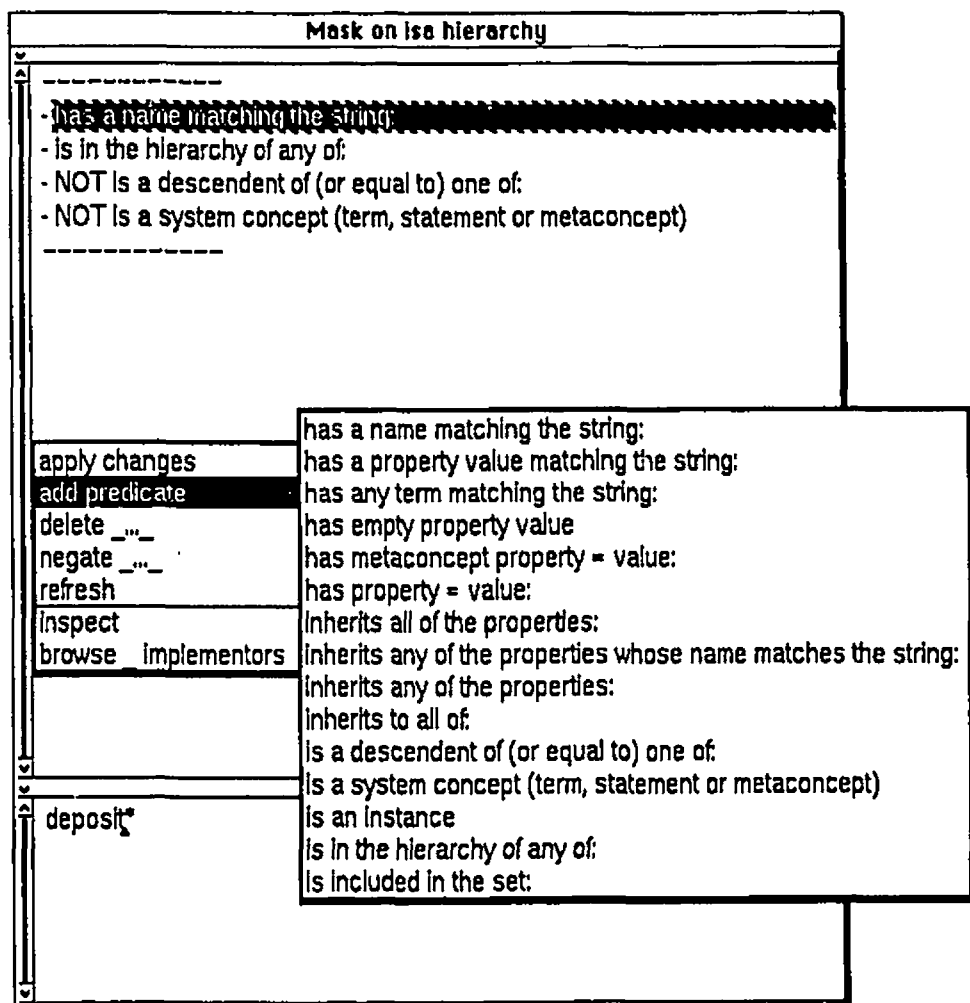 Mask on isa hierarchy
------------
- has a name matching the string:
- is in the hierarchy of any of:
- NOT is a descendent of (or equal to) one of:
- NOT is a system concept (term, statement or metaconcept)
------------
apply changes
add predicate
delete _..._
negate _..._
refresh
inspect
browse _ implementors
has a name matching the string:
has a property value matching the string:
has any term matching the string:
has empty property value
has metaconcept property = value:
has property = value:
inherits all of the properties:
inherits any of the properties whose name matches the string:
inherits any of the properties:
inherits to all of:
is a descendent of (or equal to) one of:
is a system concept (term, statement or metaconcept)
is an instance
is in the hierarchy of any of:
is included in the set:
deposit*